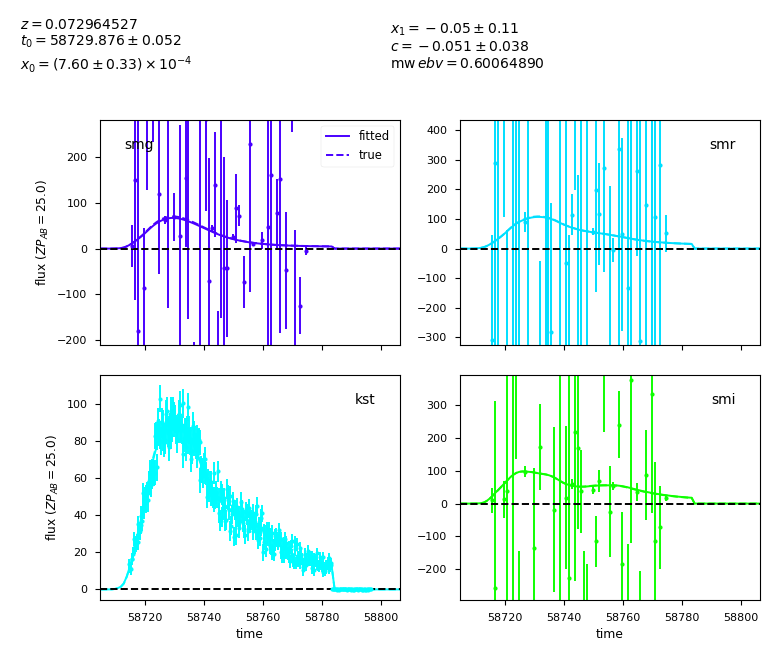 z = 0.072964527
t₀ = 58729.876 ± 0.052
x₀ = (7.60 ± 0.33) × 10⁻⁴
x₁ = −0.05 ± 0.11
c = −0.051 ± 0.038
mw ebv = 0.60064890
smg
fitted
true
flux (ZP_AB = 25.0)
200
100
0
−100
−200
smr
400
300
200
100
0
−100
−200
−300
kst
flux (ZP_AB = 25.0)
100
80
60
40
20
0
58720 58740 58760 58780 58800
time
smi
300
200
100
0
−100
−200
58720 58740 58760 58780 58800
time